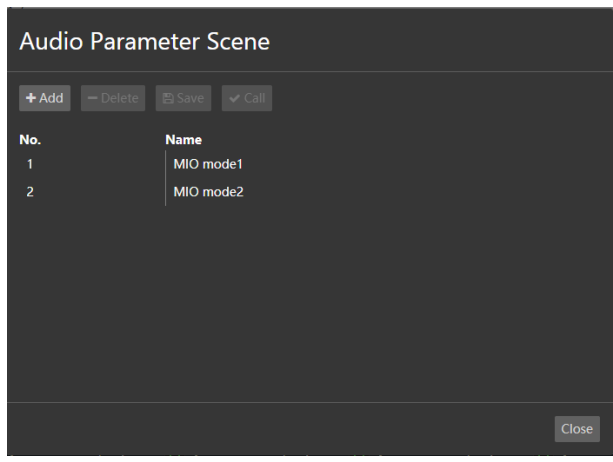 Audio Parameter Scene
+ Add - Delete Save Call
No. Name
1 MIO mode1
2 MIO mode2
Close